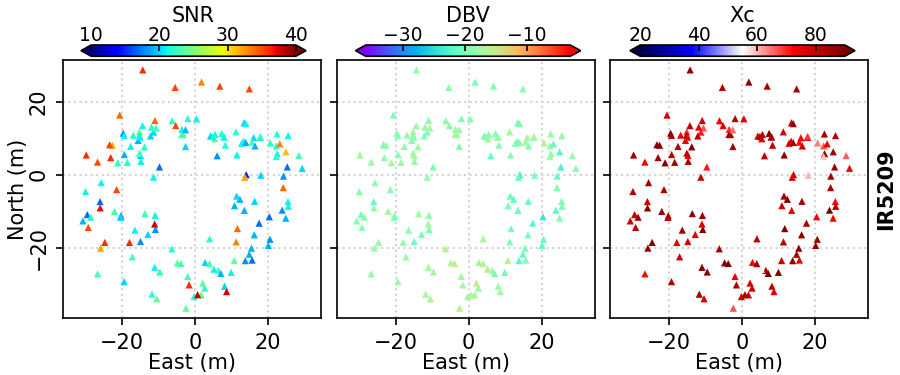 SNR DBV Xc
10 20 30 40 −30 −20 −10 20 40 60 80
20
0
−20
North (m)
IR5209
−20 0 20 −20 0 20 −20 0 20
East (m) East (m) East (m)